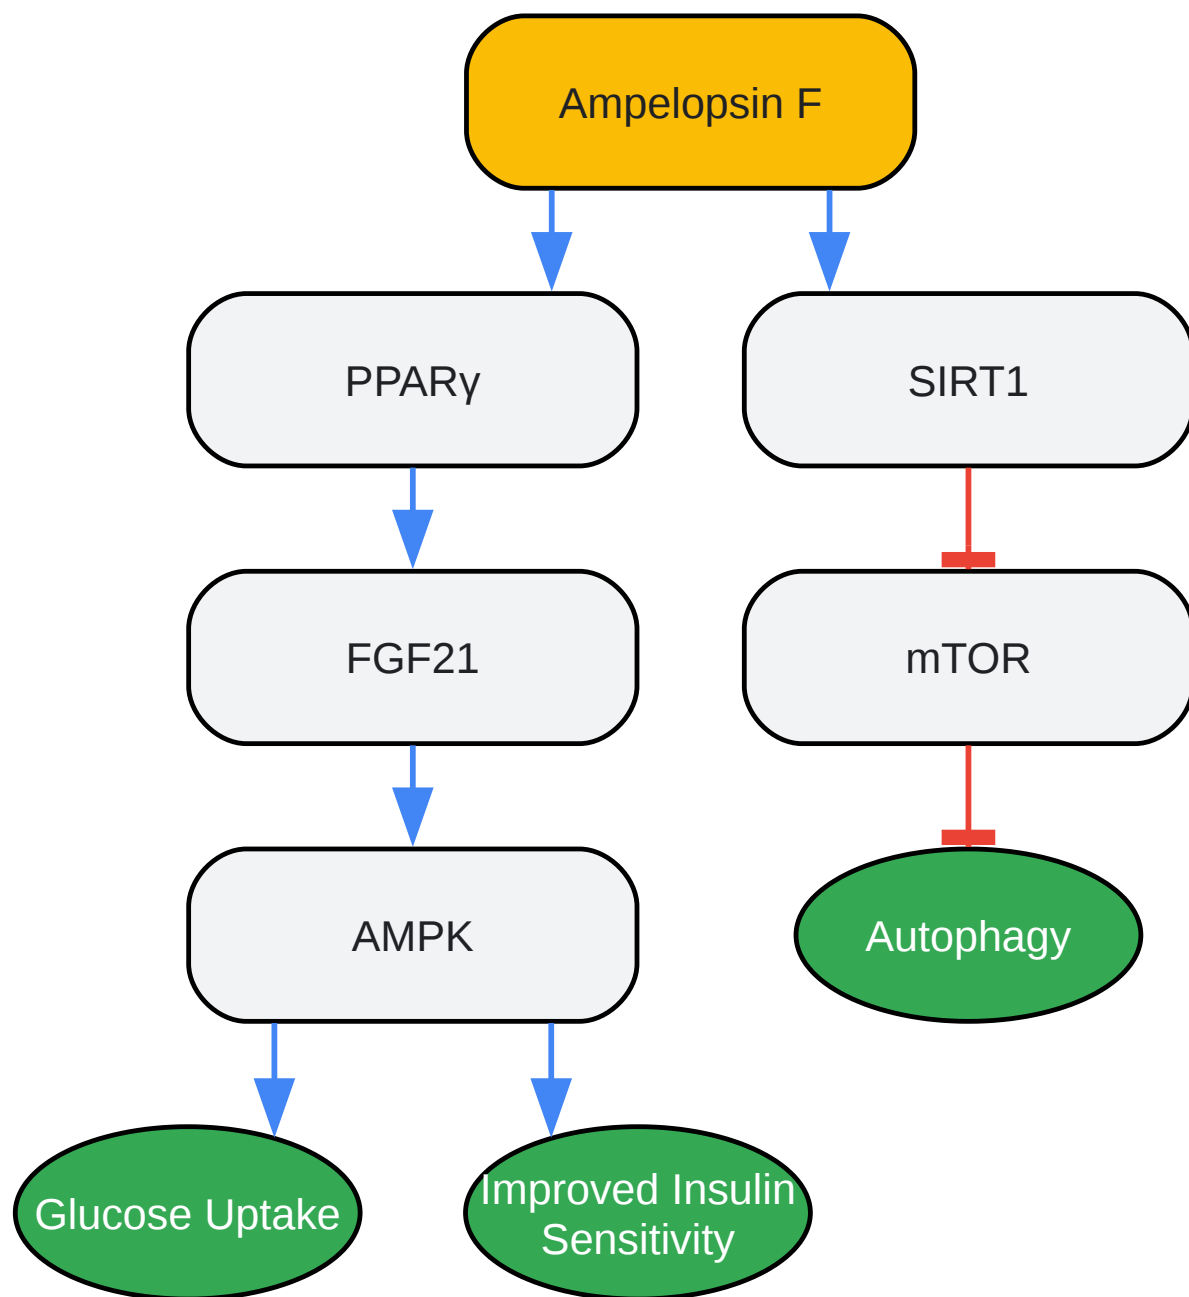 Ampelopsin F
PPARγ
SIRT1
FGF21
mTOR
AMPK
Autophagy
Glucose Uptake
Improved Insulin
Sensitivity